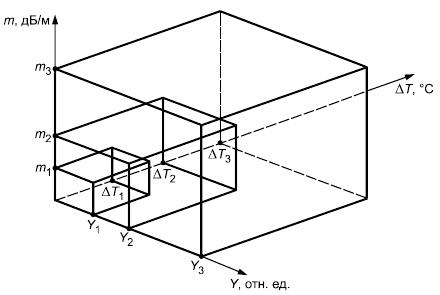 m, дБ/м
m3
ΔT, °C
m2
ΔT3
m1
ΔT2
ΔT1
Y1
Y2
Y3
Y, отн. ед.